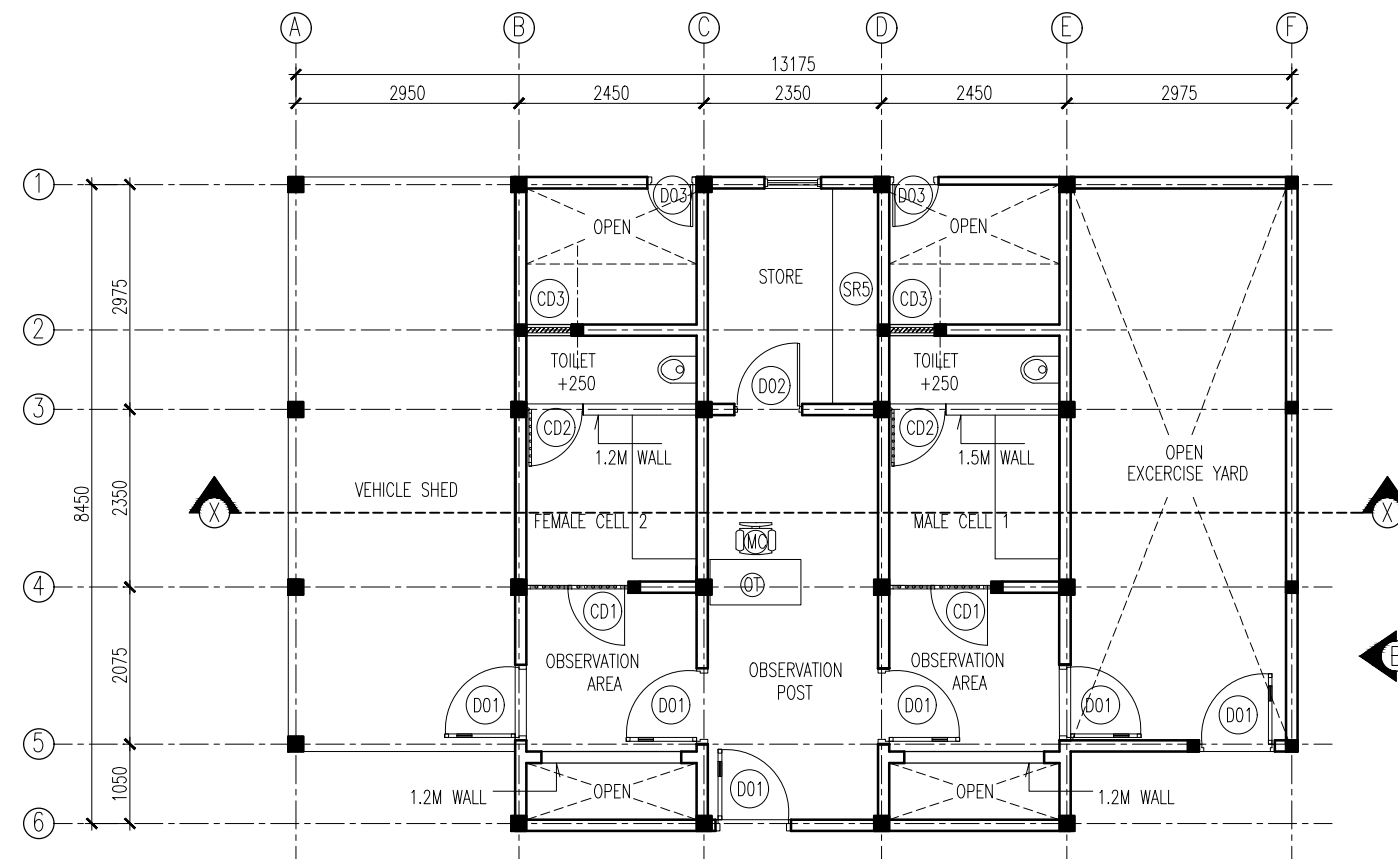 A B C D E F
13175
2950 2450 2350 2450 2975
1
D03 D03
OPEN OPEN
STORE
2975
CD3 SR5 CD3
2
TOILET TOILET
+250 +250
D02
3
CD2 CD2
1.2M WALL 1.5M WALL
OPEN
EXCERCISE YARD
VEHICLE SHED
8450
2350
X FEMALE CELL 2 MALE CELL 1 X
MC
4
OT
CD1 CD1
OBSERVATION
AREA
OBSERVATION
POST
OBSERVATION
AREA
E
2075
D01 D01 D01 D01 D01
5
1050
1.2M WALL OPEN D01 OPEN 1.2M WALL
6